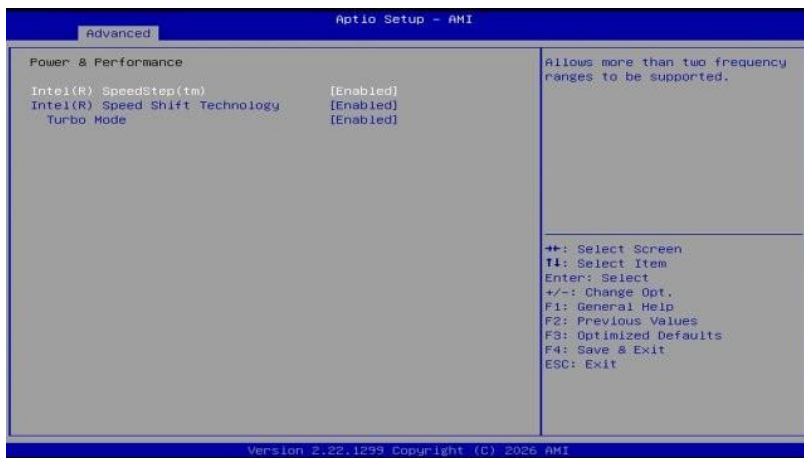 Aptio Setup - AMI
Advanced
Power & Performance
Intel(R) SpeedStep(tm) [Enabled]
Intel(R) Speed Shift Technology [Enabled]
Turbo Mode [Enabled]
Allows more than two frequency
ranges to be supported.
→←: Select Screen
↑↓: Select Item
Enter: Select
+/-: Change Opt.
F1: General Help
F2: Previous Values
F3: Optimized Defaults
F4: Save & Exit
ESC: Exit
Version 2.22.1299 Copyright (C) 2026 AMI